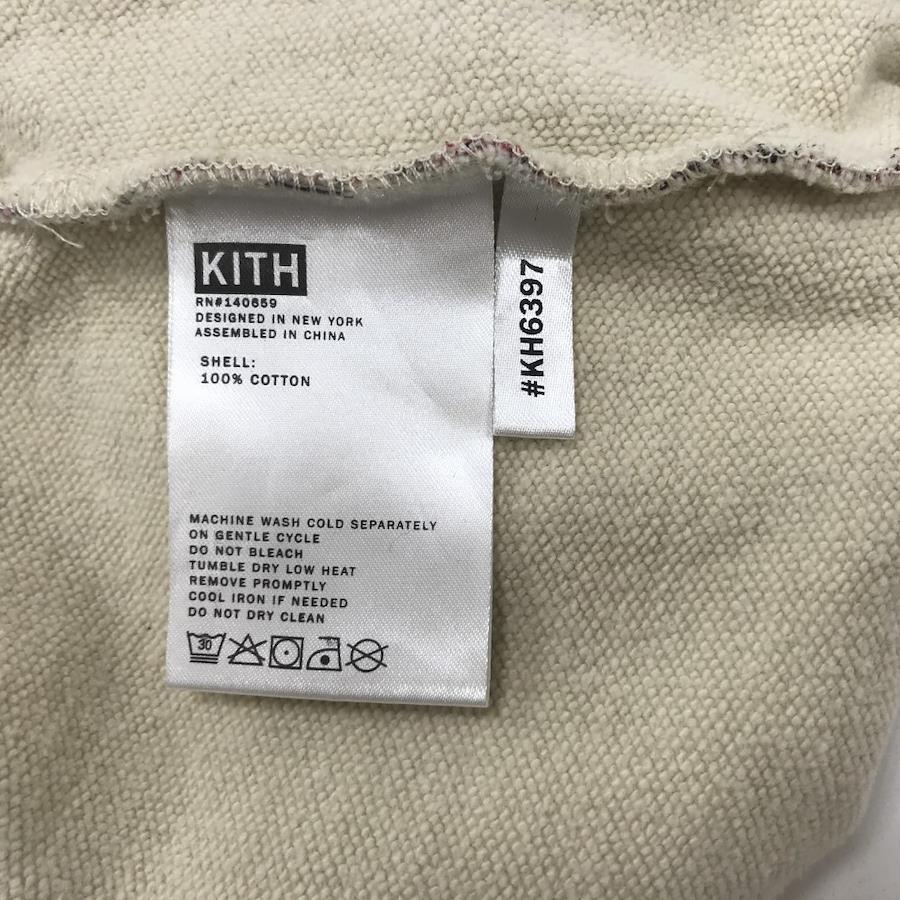 KITH
RN#140659
DESIGNED IN NEW YORK
ASSEMBLED IN CHINA
SHELL:
100% COTTON
MACHINE WASH COLD SEPARATELY
ON GENTLE CYCLE
DO NOT BLEACH
TUMBLE DRY LOW HEAT
REMOVE PROMPTLY
COOL IRON IF NEEDED
DO NOT DRY CLEAN
30
#KH6397